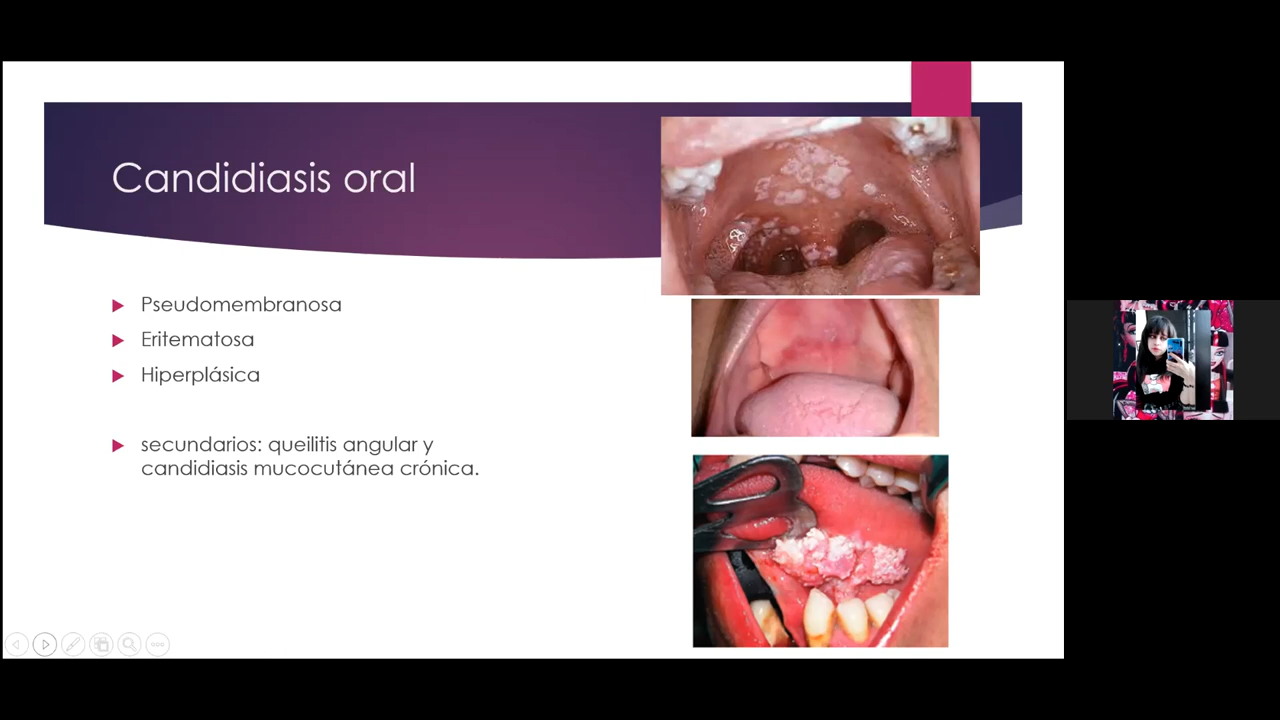 Candidiasis oral
Pseudomembranosa
Eritematosa
Hiperplásica
secundarios: queilitis angular y
candidiasis mucocutánea crónica.